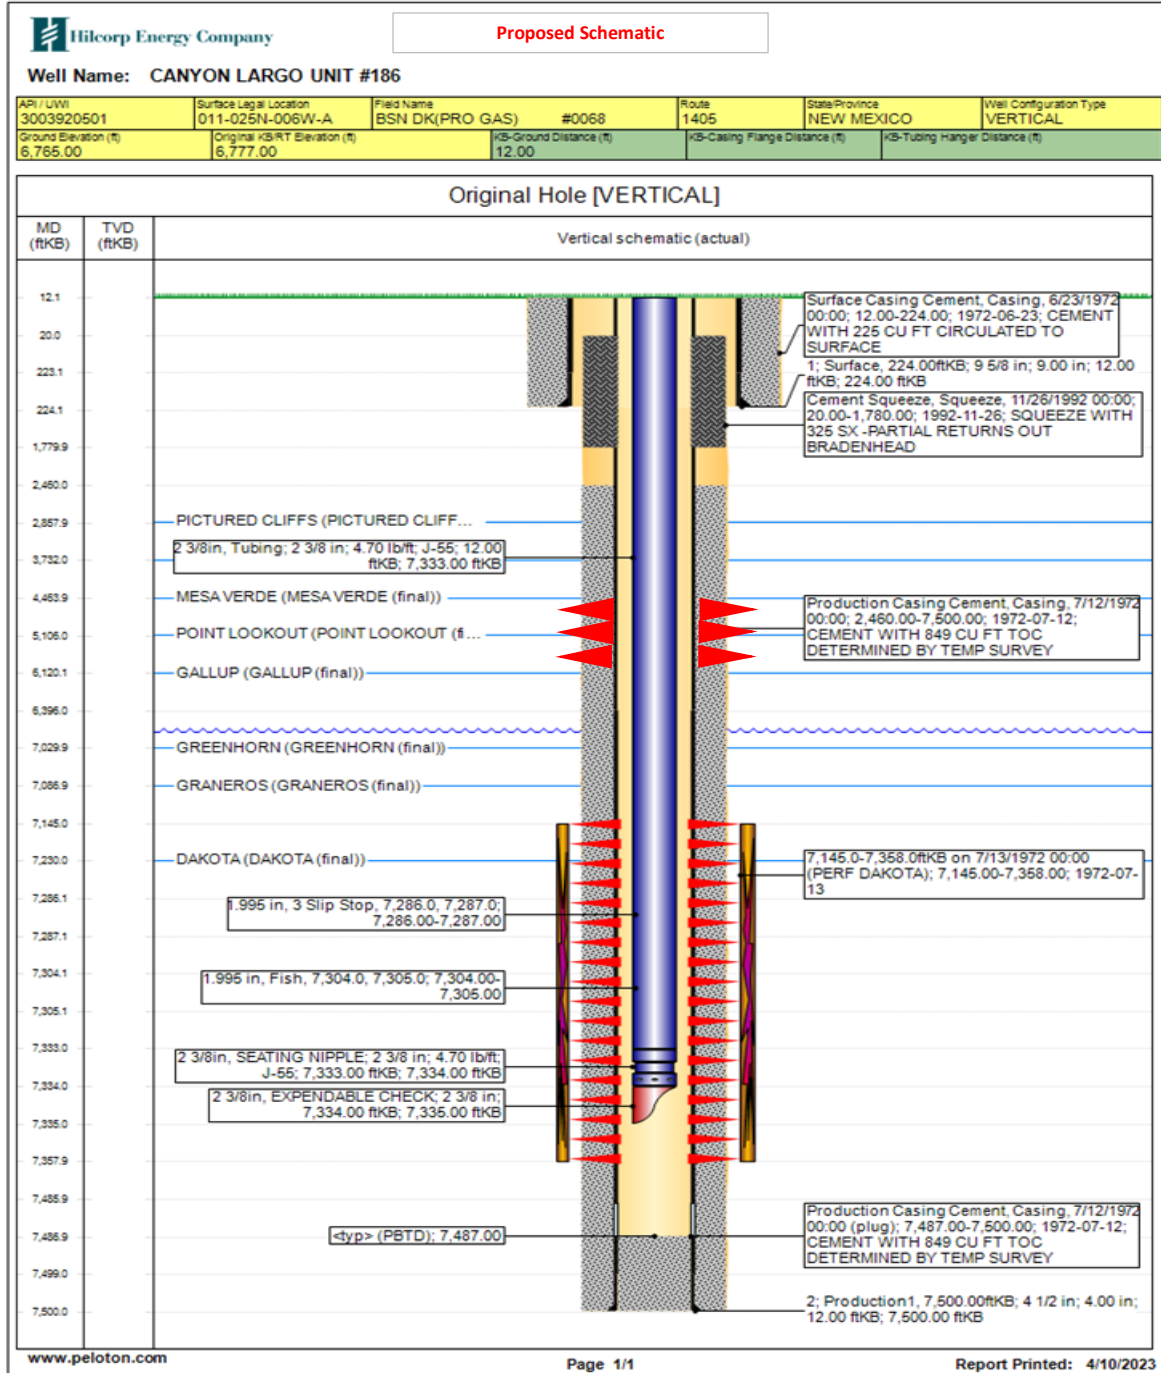 Hilcorp Energy Company
Proposed Schematic
Well Name: CANYON LARGO UNIT #186
API / UWI
3003920501
Surface Legal Location
011-025N-006W-A
Field Name
BSN DK(PRO GAS) #0068
Route
1405
State/Province
NEW MEXICO
Well Configuration Type
VERTICAL
Ground Elevation (ft)
6,765.00
Original KB/RT Elevation (ft)
6,777.00
KB-Ground Distance (ft)
12.00
KB-Casing Flange Distance (ft)
KB-Tubing Hanger Distance (ft)
Original Hole [VERTICAL]
MD
(ftKB)
TVD
(ftKB)
Vertical schematic (actual)
12.1
20.0
223.1
224.1
1,779.9
2,460.0
2,857.9
3,732.0
4,463.9
5,106.0
6,120.1
6,396.0
7,029.9
7,086.9
7,145.0
7,230.0
7,286.1
7,287.1
7,304.1
7,305.1
7,333.0
7,334.0
7,335.0
7,357.9
7,485.9
7,486.9
7,499.0
7,500.0
Surface Casing Cement, Casing, 6/23/1972
00:00; 12.00-224.00; 1972-06-23; CEMENT
WITH 225 CU FT CIRCULATED TO
SURFACE
1; Surface, 224.00ftKB; 9 5/8 in; 9.00 in; 12.00
ftKB; 224.00 ftKB
Cement Squeeze, Squeeze, 11/26/1992 00:00;
20.00-1,780.00; 1992-11-26; SQUEEZE WITH
325 SX -PARTIAL RETURNS OUT
BRADENHEAD
PICTURED CLIFFS (PICTURED CLIFF...
2 3/8in, Tubing; 2 3/8 in; 4.70 lb/ft; J-55; 12.00
ftKB; 7,333.00 ftKB
MESA VERDE (MESA VERDE (final))
Production Casing Cement, Casing, 7/12/1972
00:00; 2,460.00-7,500.00; 1972-07-12;
CEMENT WITH 849 CU FT TOC
DETERMINED BY TEMP SURVEY
POINT LOOKOUT (POINT LOOKOUT (fi...
GALLUP (GALLUP (final))
GREENHORN (GREENHORN (final))
GRANEROS (GRANEROS (final))
DAKOTA (DAKOTA (final))
7,145.0-7,358.0ftKB on 7/13/1972 00:00
(PERF DAKOTA); 7,145.00-7,358.00; 1972-07-
13
1.995 in, 3 Slip Stop, 7,286.0, 7,287.0;
7,286.00-7,287.00
1.995 in, Fish, 7,304.0, 7,305.0; 7,304.00-
7,305.00
2 3/8in, SEATING NIPPLE; 2 3/8 in; 4.70 lb/ft;
J-55; 7,333.00 ftKB; 7,334.00 ftKB
2 3/8in, EXPENDABLE CHECK; 2 3/8 in;
7,334.00 ftKB; 7,335.00 ftKB
<typ> (PBTD); 7,487.00
Production Casing Cement, Casing, 7/12/1972
00:00 (plug); 7,487.00-7,500.00; 1972-07-12;
CEMENT WITH 849 CU FT TOC
DETERMINED BY TEMP SURVEY
2; Production1, 7,500.00ftKB; 4 1/2 in; 4.00 in;
12.00 ftKB; 7,500.00 ftKB
www.peloton.com
Page 1/1
Report Printed: 4/10/2023